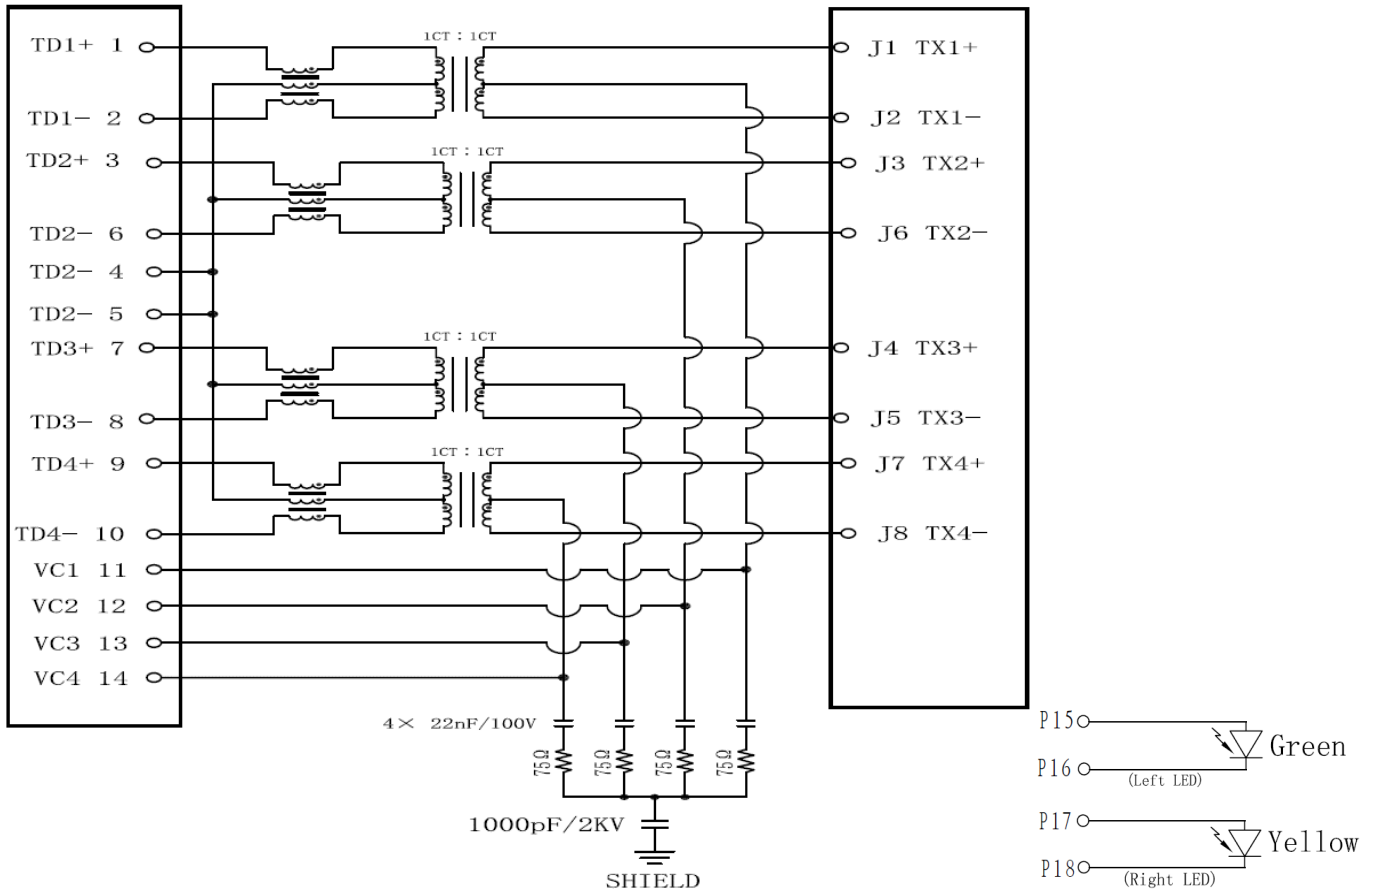 1CT : 1CT
TD1+ 1
J1 TX1+
TD1- 2
J2 TX1-
1CT : 1CT
TD2+ 3
J3 TX2+
TD2- 6
J6 TX2-
TD2- 4
TD2- 5
1CT : 1CT
TD3+ 7
J4 TX3+
TD3- 8
J5 TX3-
1CT : 1CT
TD4+ 9
J7 TX4+
TD4- 10
J8 TX4-
VC1 11
VC2 12
VC3 13
VC4 14
4× 22nF/100V
75Ω
75Ω
75Ω
75Ω
1000pF/2KV
SHIELD
P15
Green
P16
(Left LED)
P17
Yellow
P18
(Right LED)